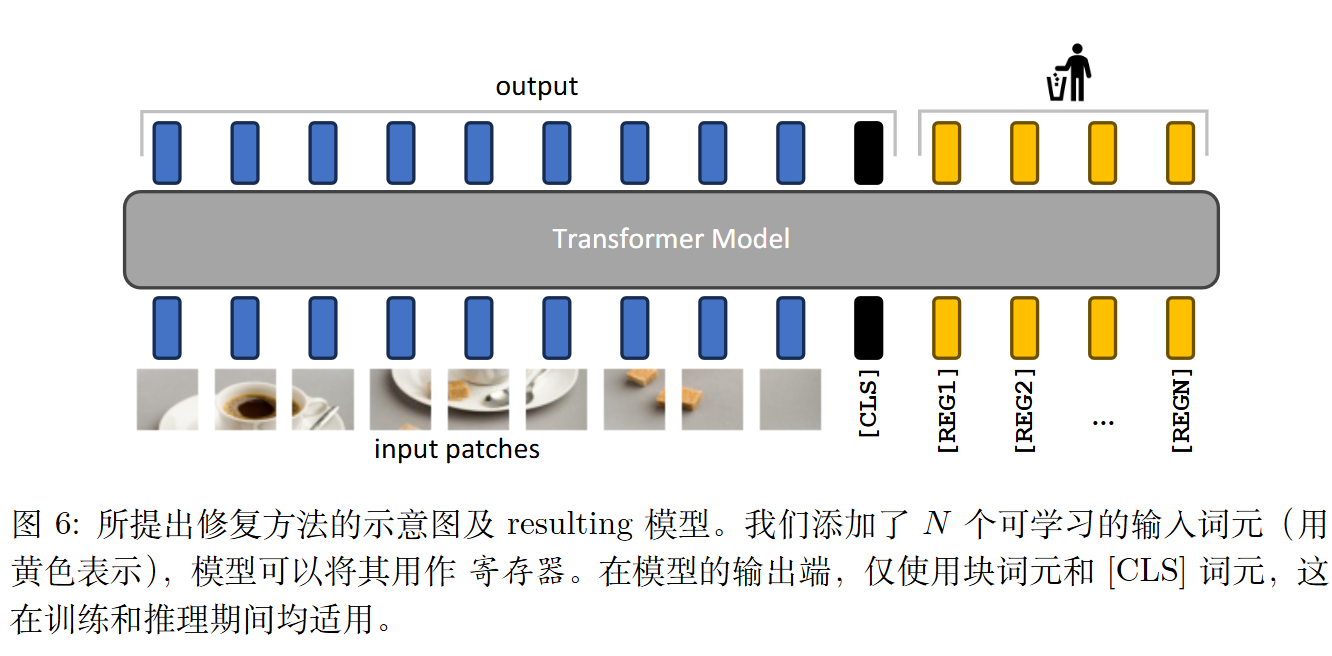 output
Transformer Model
[CLS]
[REG1]
[REG2]
...
[REGN]
input patches
图 6: 所提出修复方法的示意图及 resulting 模型。我们添加了 N 个可学习的输入词元（用
黄色表示），模型可以将其用作 寄存器。在模型的输出端，仅使用块词元和 [CLS] 词元，这
在训练和推理期间均适用。